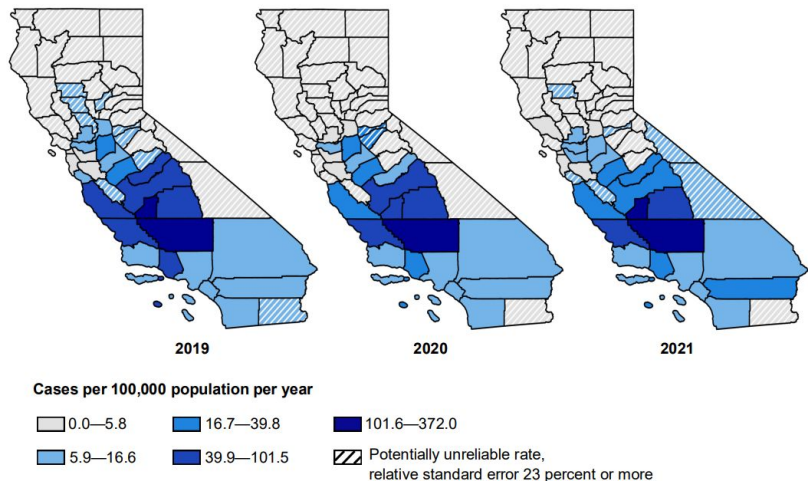 2019 2020 2021
Cases per 100,000 population per year
0.0—5.8 16.7—39.8 101.6—372.0
5.9—16.6 39.9—101.5 Potentially unreliable rate,
relative standard error 23 percent or more